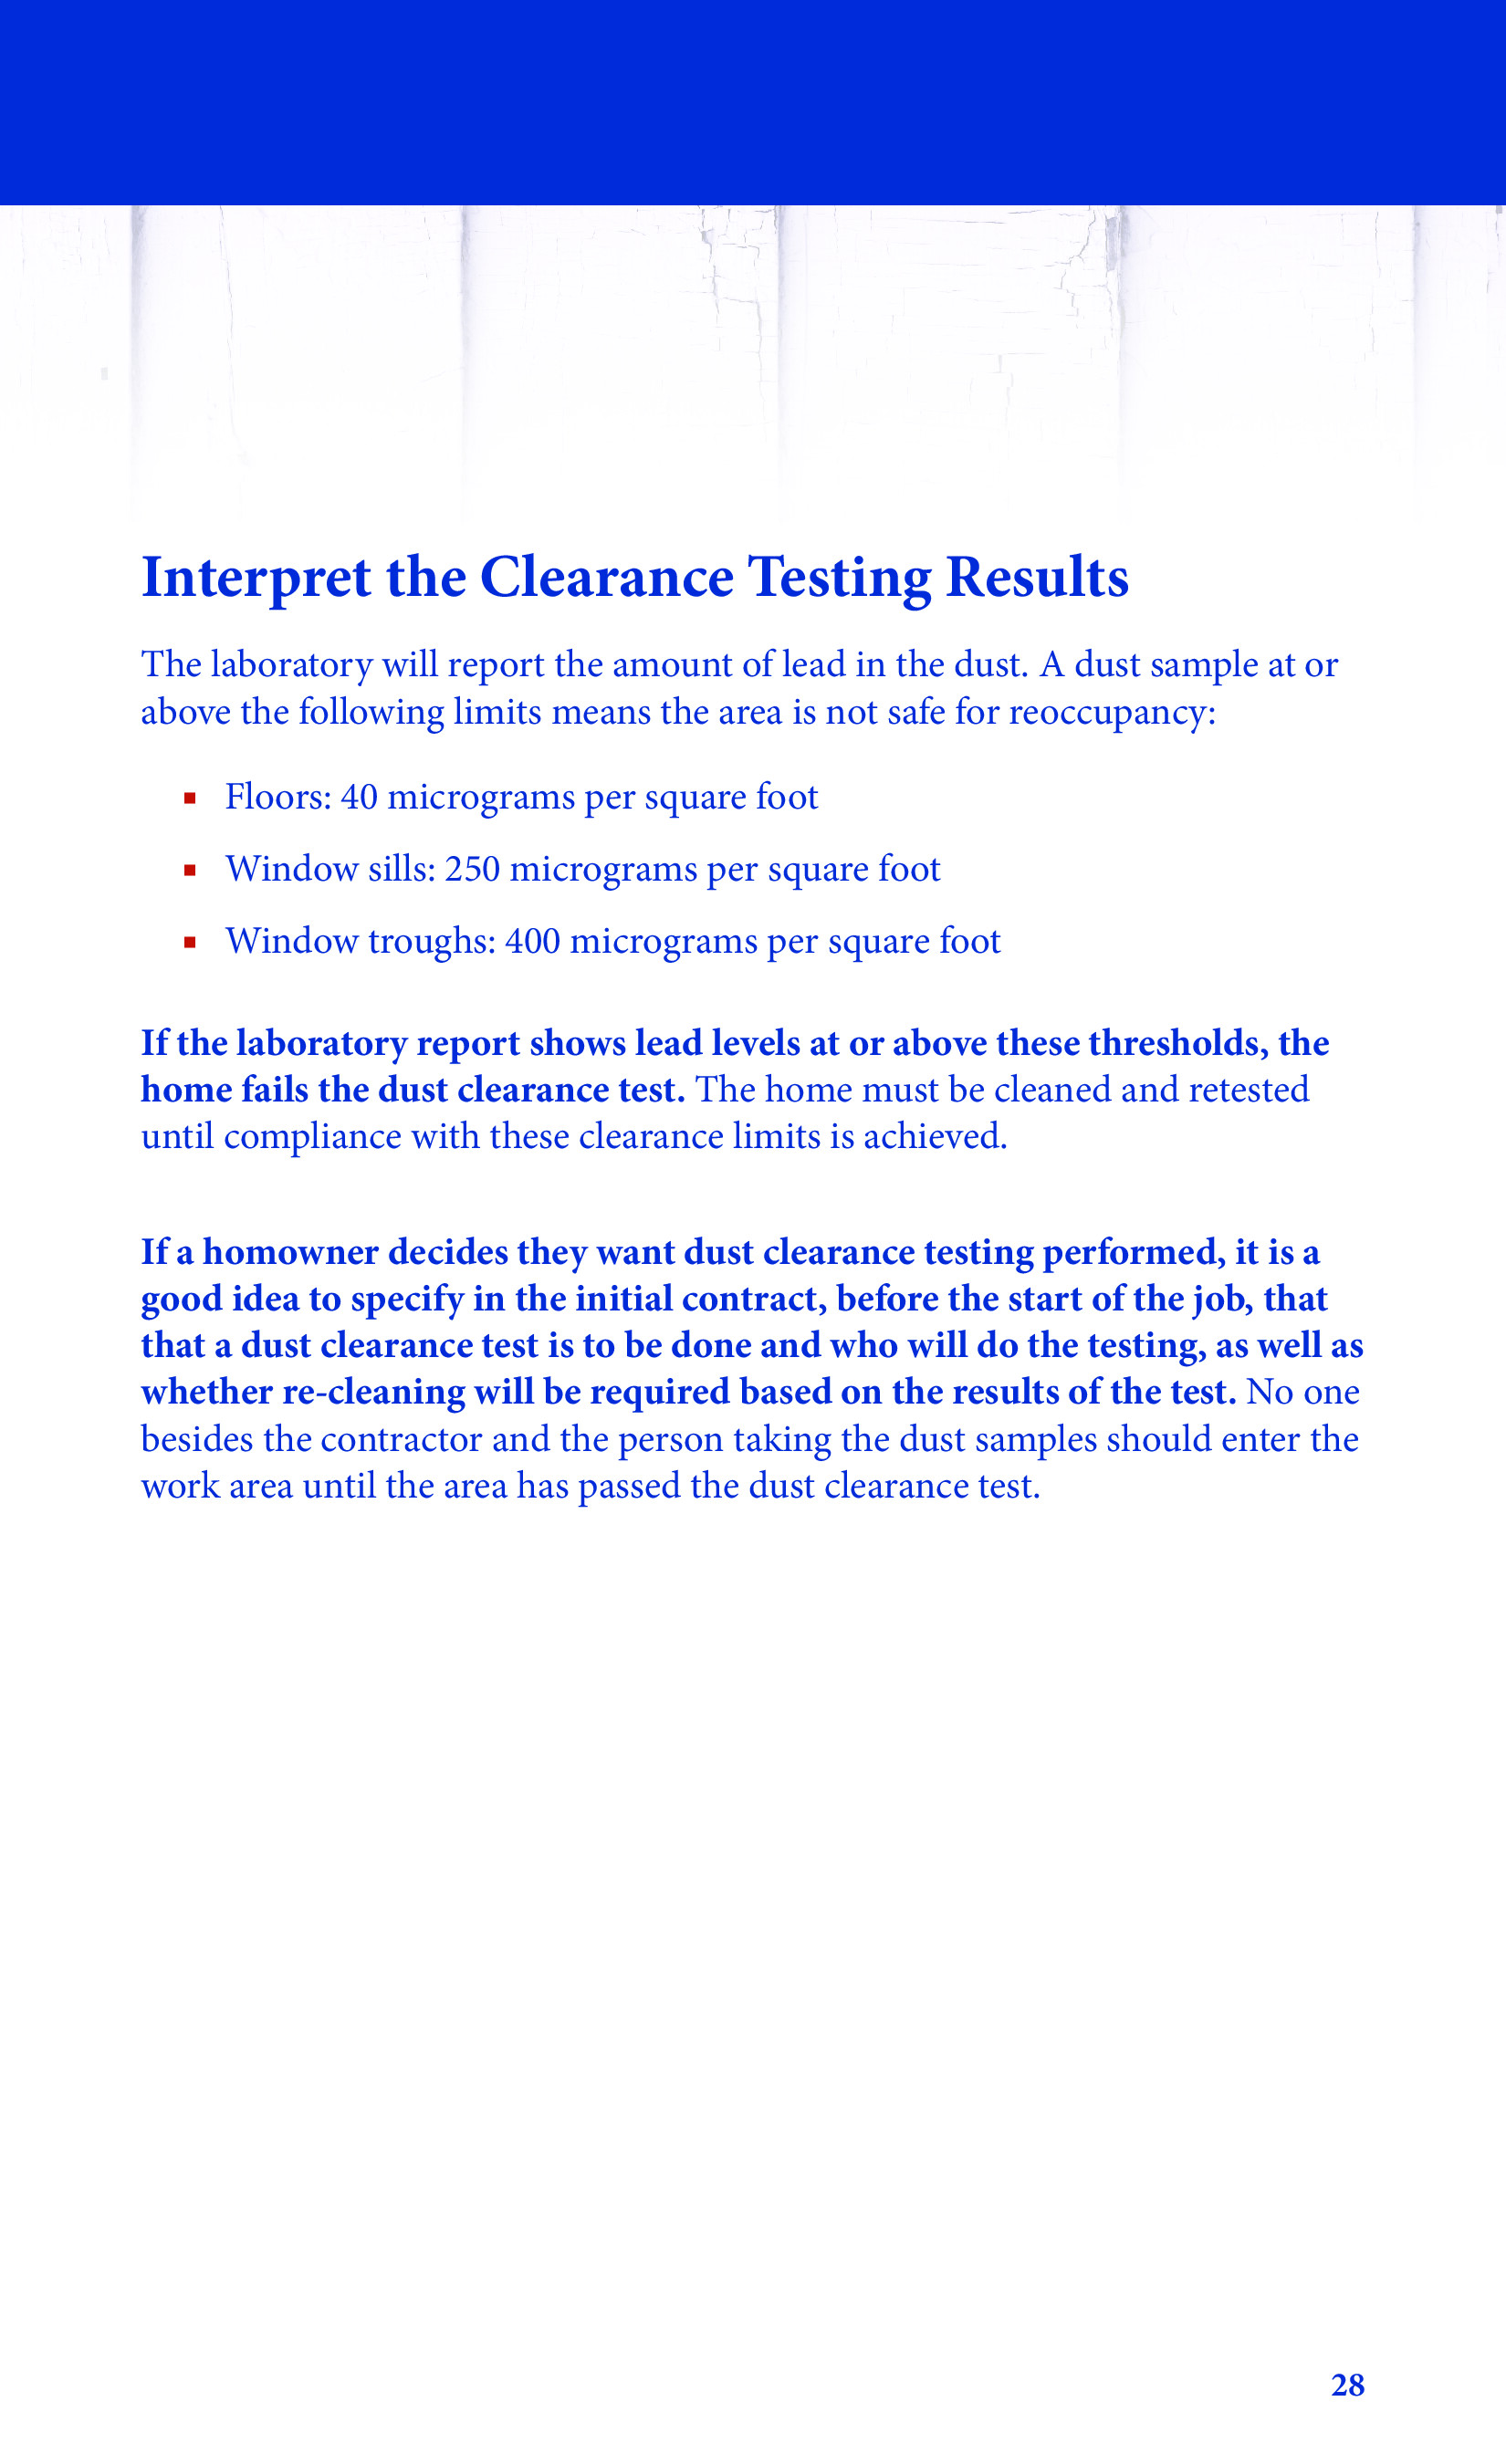 Interpret the Clearance Testing Results
The laboratory will report the amount of lead in the dust. A dust sample at or
above the following limits means the area is not safe for reoccupancy:
▪ Floors: 40 micrograms per square foot
▪ Window sills: 250 micrograms per square foot
▪ Window troughs: 400 micrograms per square foot
If the laboratory report shows lead levels at or above these thresholds, the
home fails the dust clearance test. The home must be cleaned and retested
until compliance with these clearance limits is achieved.
If a homowner decides they want dust clearance testing performed, it is a
good idea to specify in the initial contract, before the start of the job, that
that a dust clearance test is to be done and who will do the testing, as well as
whether re-cleaning will be required based on the results of the test. No one
besides the contractor and the person taking the dust samples should enter the
work area until the area has passed the dust clearance test.
28